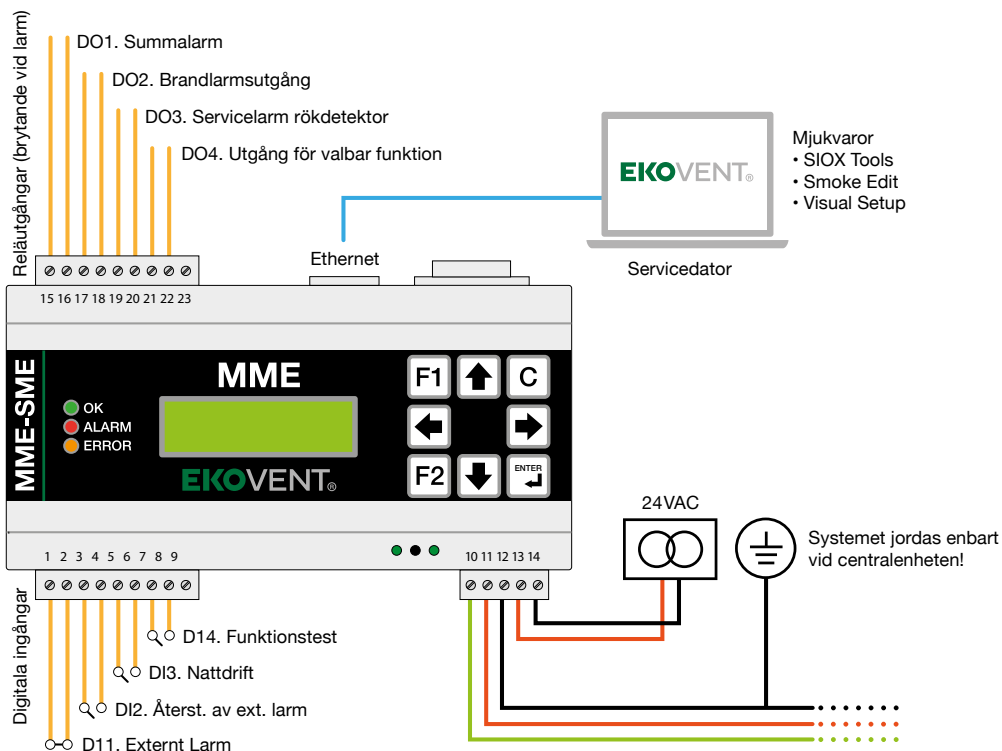 Reläutgångar (brytande vid larm)
DO1. Summalarm
DO2. Brandlarmsutgång
DO3. Servicelarm rökdetektor
DO4. Utgång för valbar funktion
Ethernet
EKOVENT®
Servicedator
Mjukvaror
• SIOX Tools
• Smoke Edit
• Visual Setup
15 16 17 18 19 20 21 22 23
MME-SME
OK
ALARM
ERROR
MME
EKOVENT®
F1
C
F2
ENTER
1 2 3 4 5 6 7 8 9
10 11 12 13 14
24VAC
Systemet jordas enbart
vid centralenheten!
Digitala ingångar
D14. Funktionstest
DI3. Nattdrift
DI2. Återst. av ext. larm
D11. Externt Larm